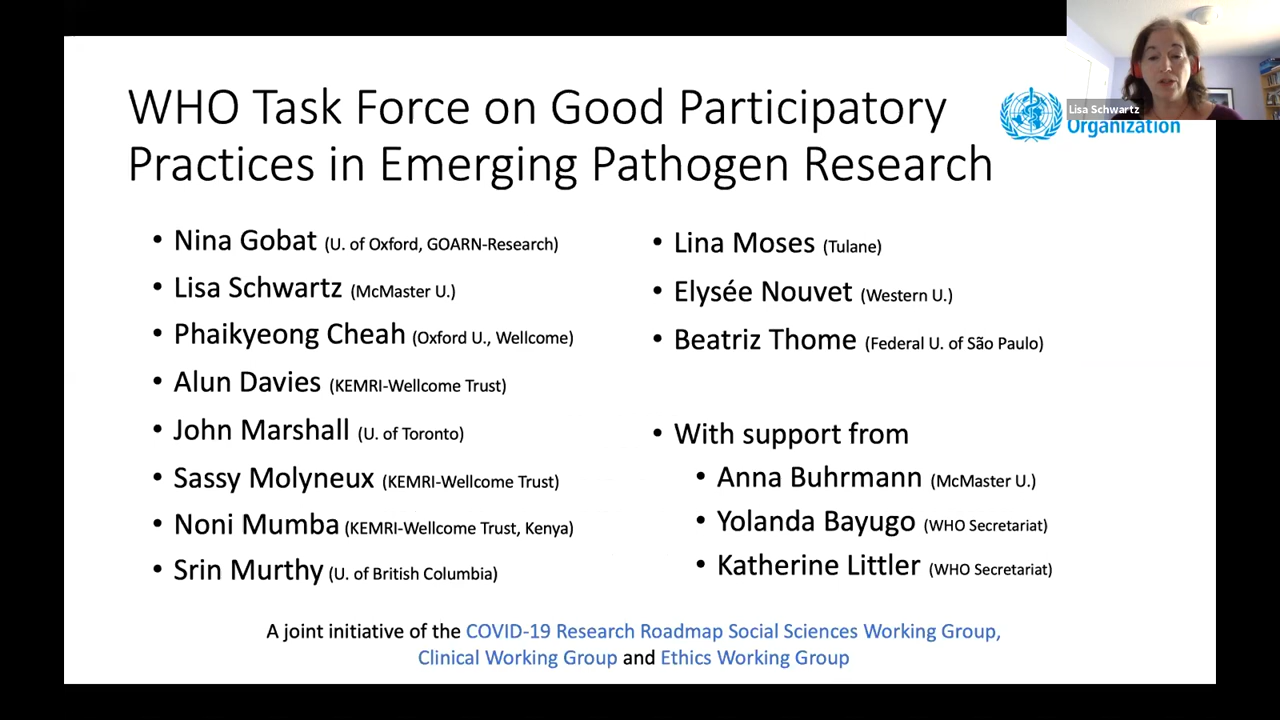 WHO Task Force on Good Participatory
Practices in Emerging Pathogen Research
Lisa Schwartz
Organization
• Nina Gobat (U. of Oxford, GOARN-Research)
• Lisa Schwartz (McMaster U.)
• Phaikyeong Cheah (Oxford U., Wellcome)
• Alun Davies (KEMRI-Wellcome Trust)
• John Marshall (U. of Toronto)
• Sassy Molyneux (KEMRI-Wellcome Trust)
• Noni Mumba (KEMRI-Wellcome Trust, Kenya)
• Srin Murthy (U. of British Columbia)
• Lina Moses (Tulane)
• Elysée Nouvet (Western U.)
• Beatriz Thome (Federal U. of São Paulo)
• With support from
• Anna Buhrmann (McMaster U.)
• Yolanda Bayugo (WHO Secretariat)
• Katherine Littler (WHO Secretariat)
A joint initiative of the COVID-19 Research Roadmap Social Sciences Working Group,
Clinical Working Group and Ethics Working Group